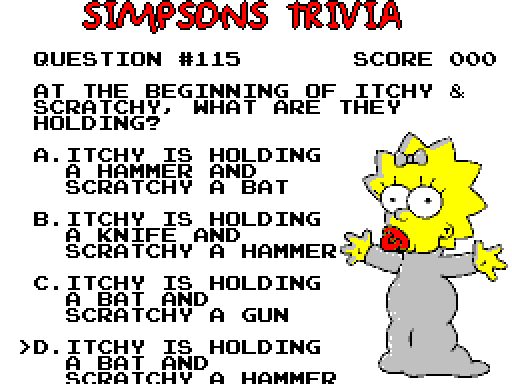 SIMPSONS TRIVIA
QUESTION #115 SCORE 000
AT THE BEGINNING OF ITCHY &
SCRATCHY, WHAT ARE THEY
HOLDING?
A.ITCHY IS HOLDING
A HAMMER AND
SCRATCHY A BAT
B.ITCHY IS HOLDING
A KNIFE AND
SCRATCHY A HAMMER
C.ITCHY IS HOLDING
A BAT AND
SCRATCHY A GUN
>D.ITCHY IS HOLDING
A BAT AND
SCRATCHY A HAMMER